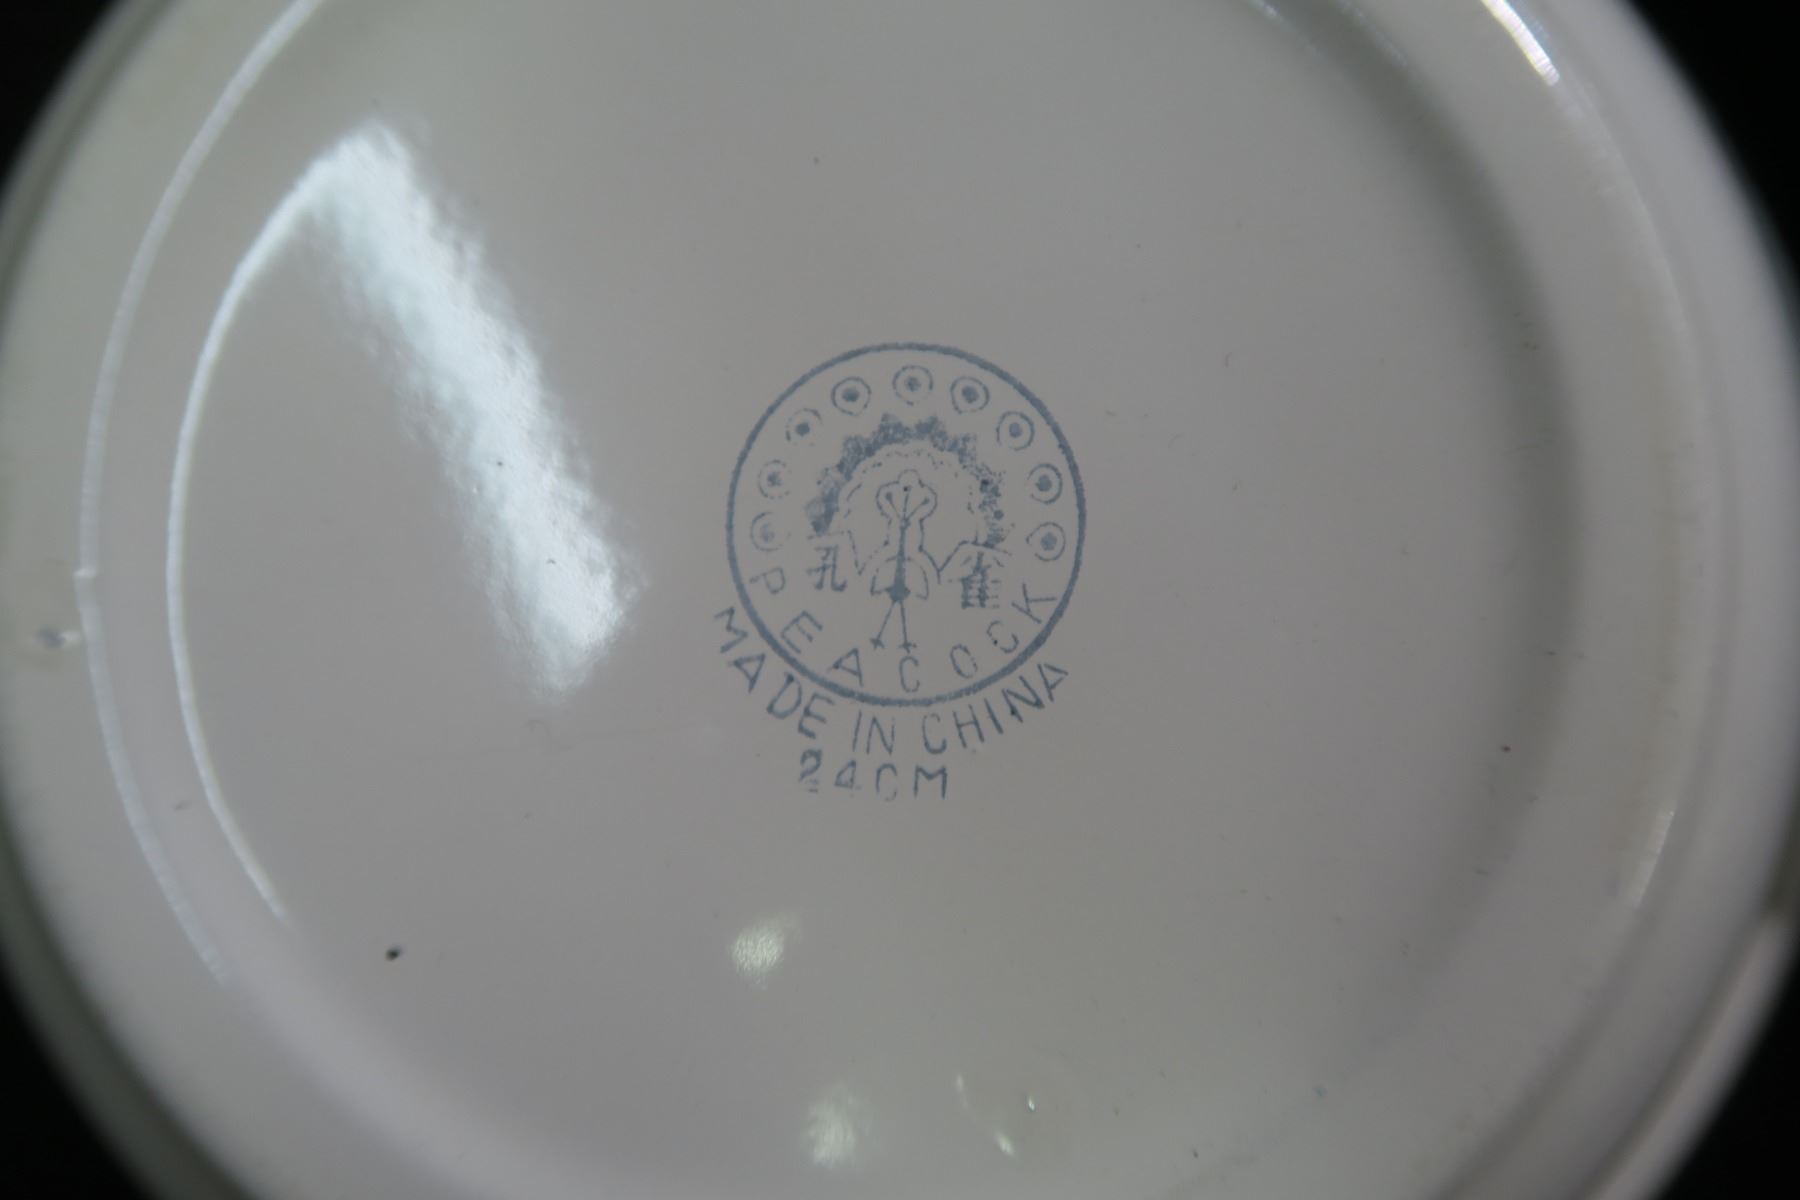 孔雀
PEACOCK
MADE IN CHINA
24CM